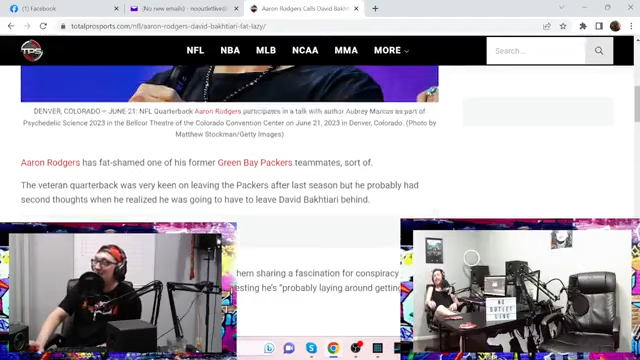 Facebook
(No new emails) - nooutletlive@
Aaron Rodgers Calls David Bakhti
totalprosports.com/nfl/aaron-rodgers-david-bakhtiari-fat-lazy/
TPS
NFL NBA MLB NCAA MMA MORE
Search...
DENVER, COLORADO – JUNE 21: NFL Quarterback Aaron Rodgers participates in a talk with author Aubrey Marcus as part of
Psychedelic Science 2023 in the Bellcor Theatre of the Colorado Convention Center on June 21, 2023 in Denver, Colorado. (Photo by
Matthew Stockman/Getty Images)
Aaron Rodgers has fat-shamed one of his former Green Bay Packers teammates, sort of.
The veteran quarterback was very keen on leaving the Packers after last season but he probably had
second thoughts when he realized he was going to have to leave David Bakhtiari behind.
them sharing a fascination for conspiracy
esting he's "probably laying around getting
NO
OUTLET
LIVE